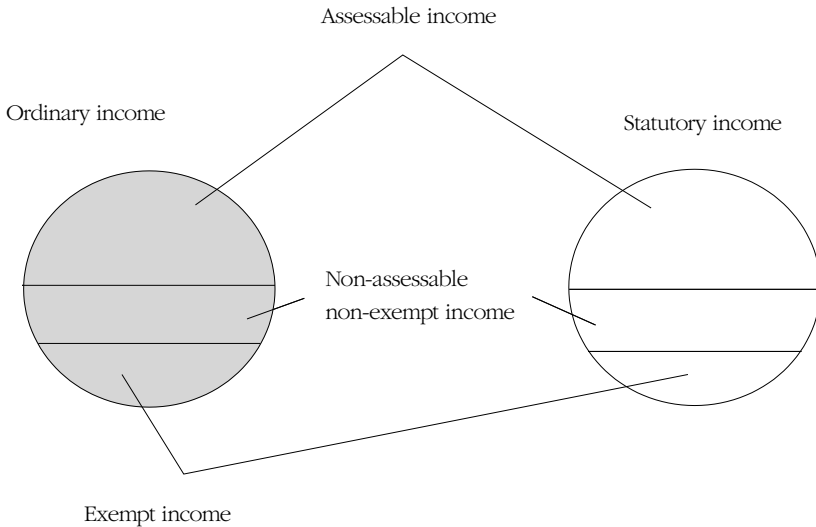 Assessable income
Ordinary income
Statutory income
Non-assessable
non-exempt income
Exempt income